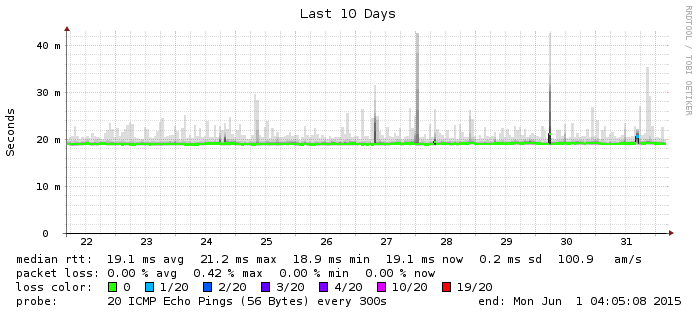 Last 10 Days
RRDTOOL / TOBI OETIKER
Seconds
40 m
30 m
20 m
10 m
0
22 23 24 25 26 27 28 29 30 31
median rtt: 19.1 ms avg 21.2 ms max 18.9 ms min 19.1 ms now 0.2 ms sd 100.9 am/s
packet loss: 0.00 % avg 0.42 % max 0.00 % min 0.00 % now
loss color: 0 1/20 2/20 3/20 4/20 10/20 19/20
probe: 20 ICMP Echo Pings (56 Bytes) every 300s end: Mon Jun 1 04:05:08 2015